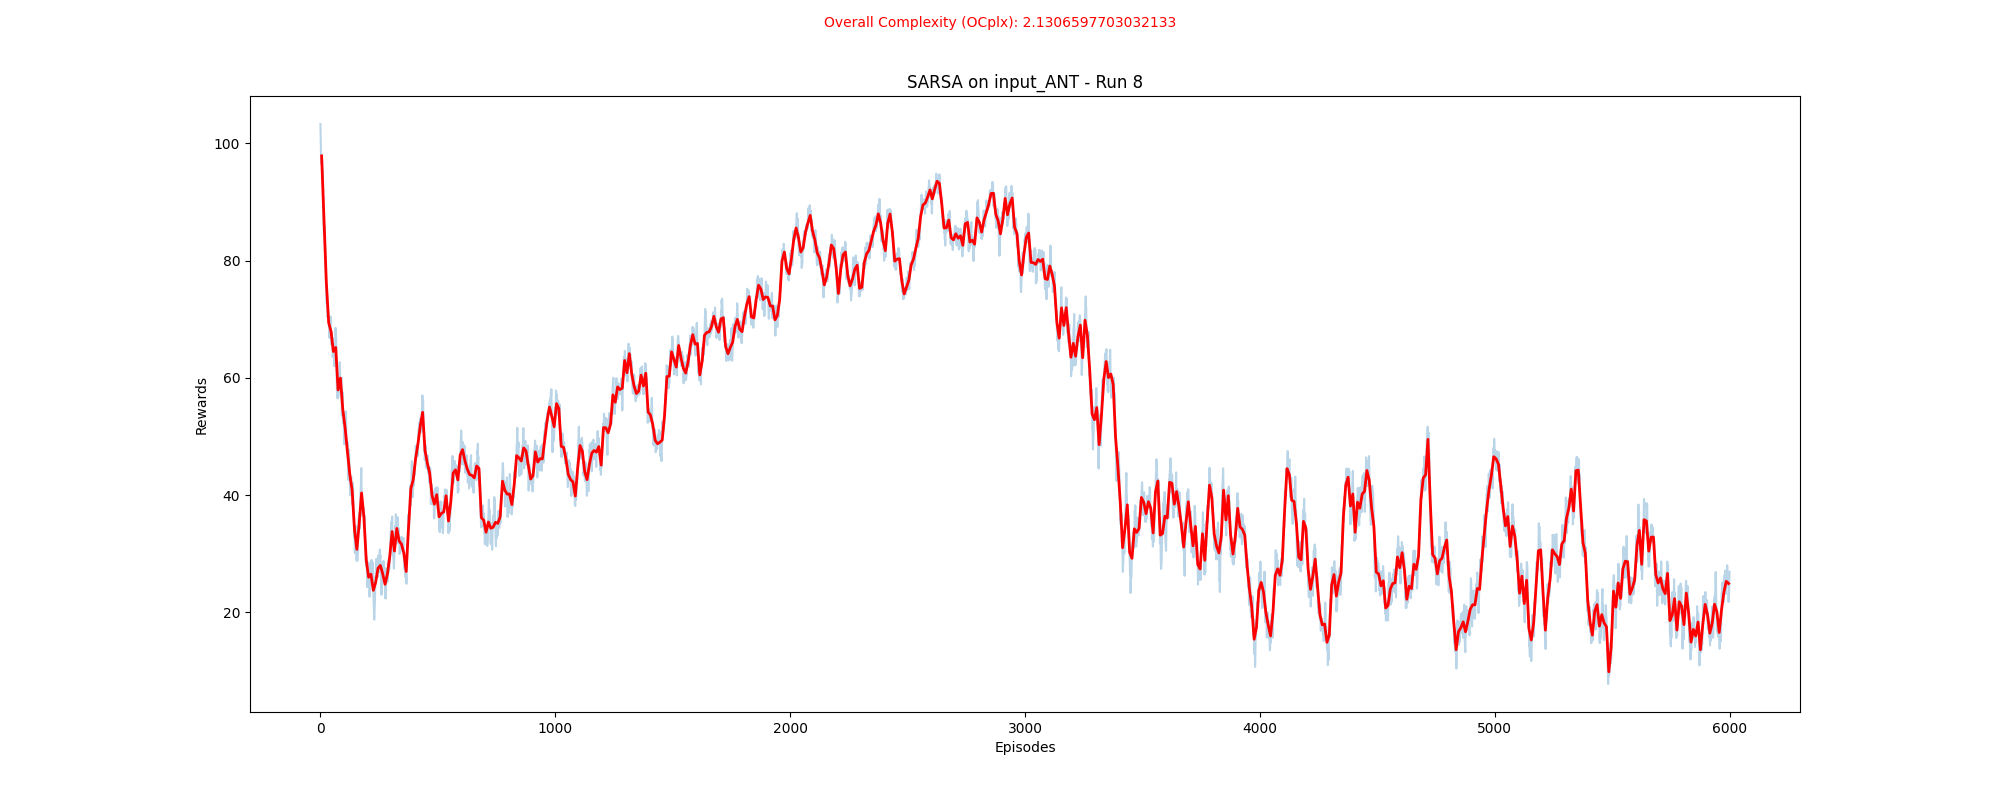 Overall Complexity (OCplx): 2.1306597703032133
SARSA on input_ANT - Run 8
Rewards
100
80
60
40
20
0 1000 2000 3000 4000 5000 6000
Episodes